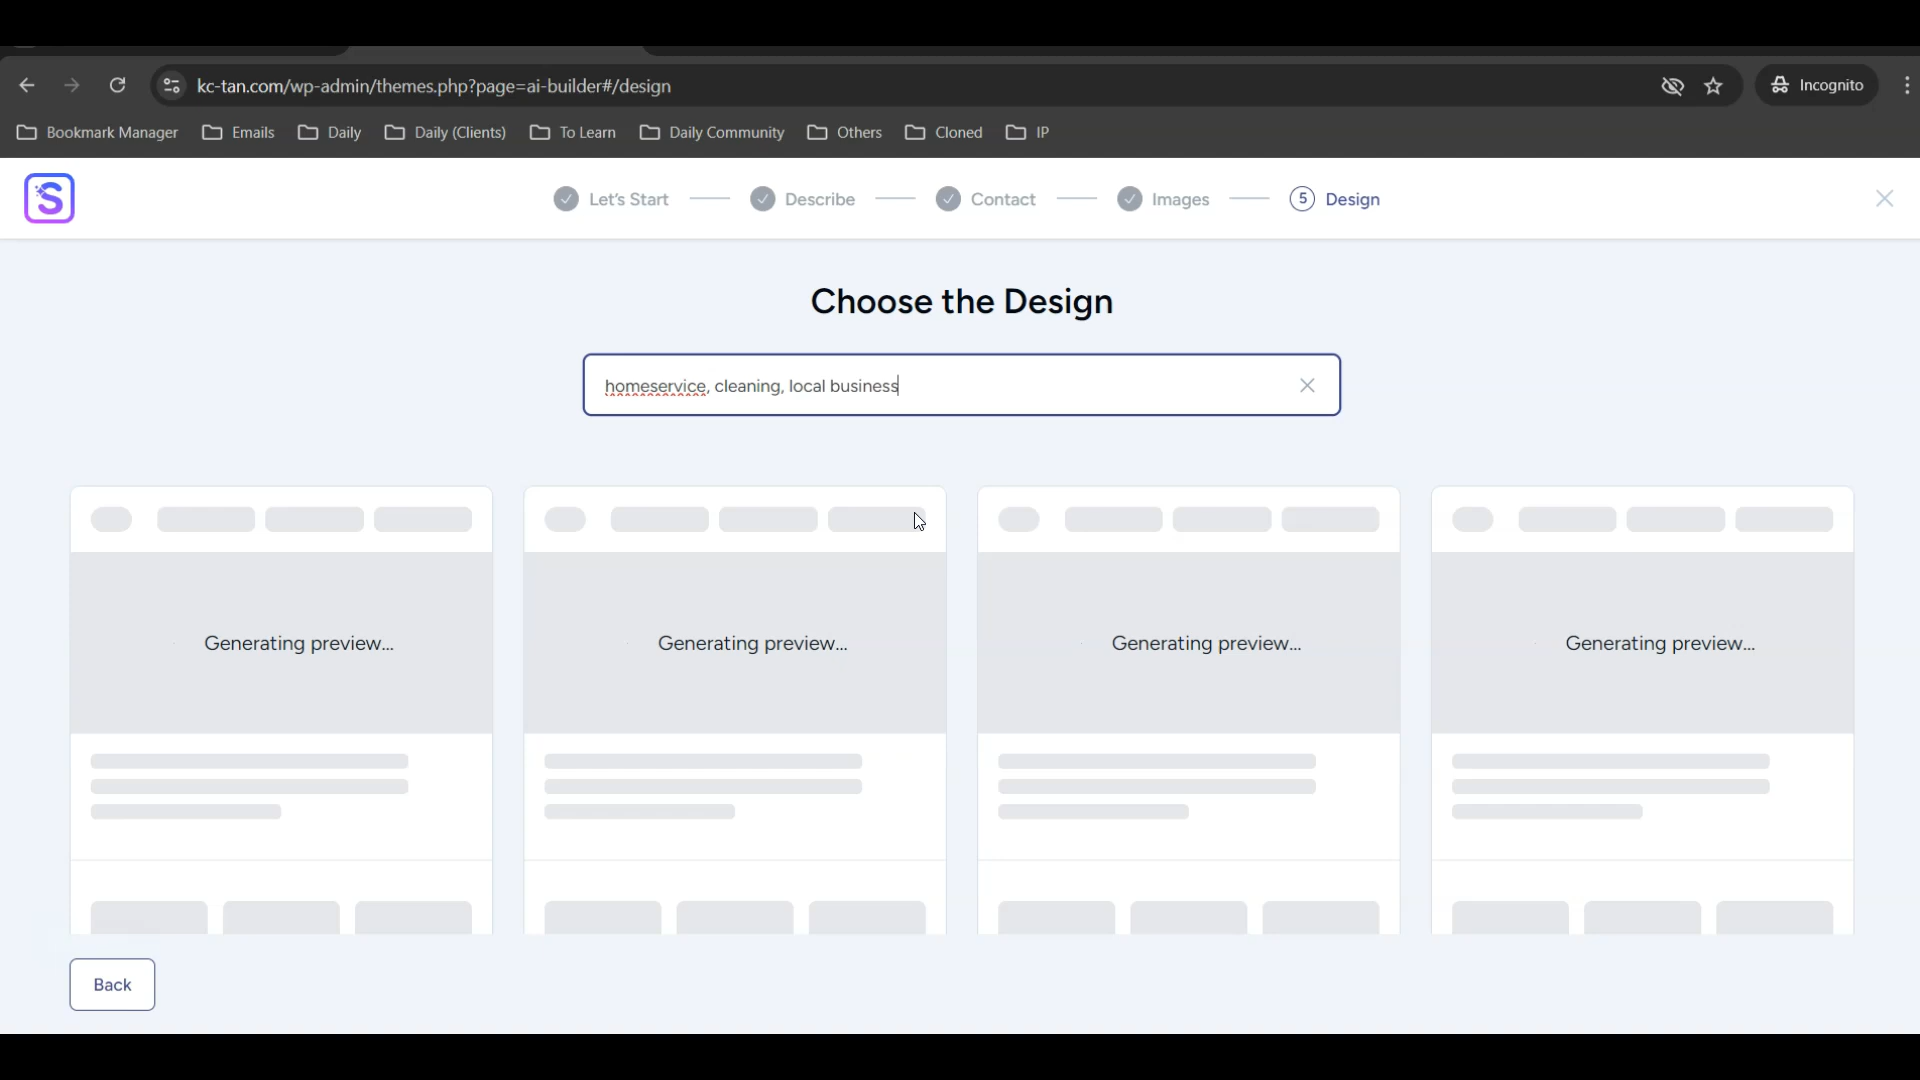 kc-tan.com/wp-admin/themes.php?page=ai-builder#/design
Incognito
Bookmark Manager Emails Daily Daily (Clients) To Learn Daily Community Others Cloned IP
S Let's Start Describe Contact Images 5 Design
Choose the Design
homeservice, cleaning, local business
Generating preview... Generating preview... Generating preview... Generating preview...
Back